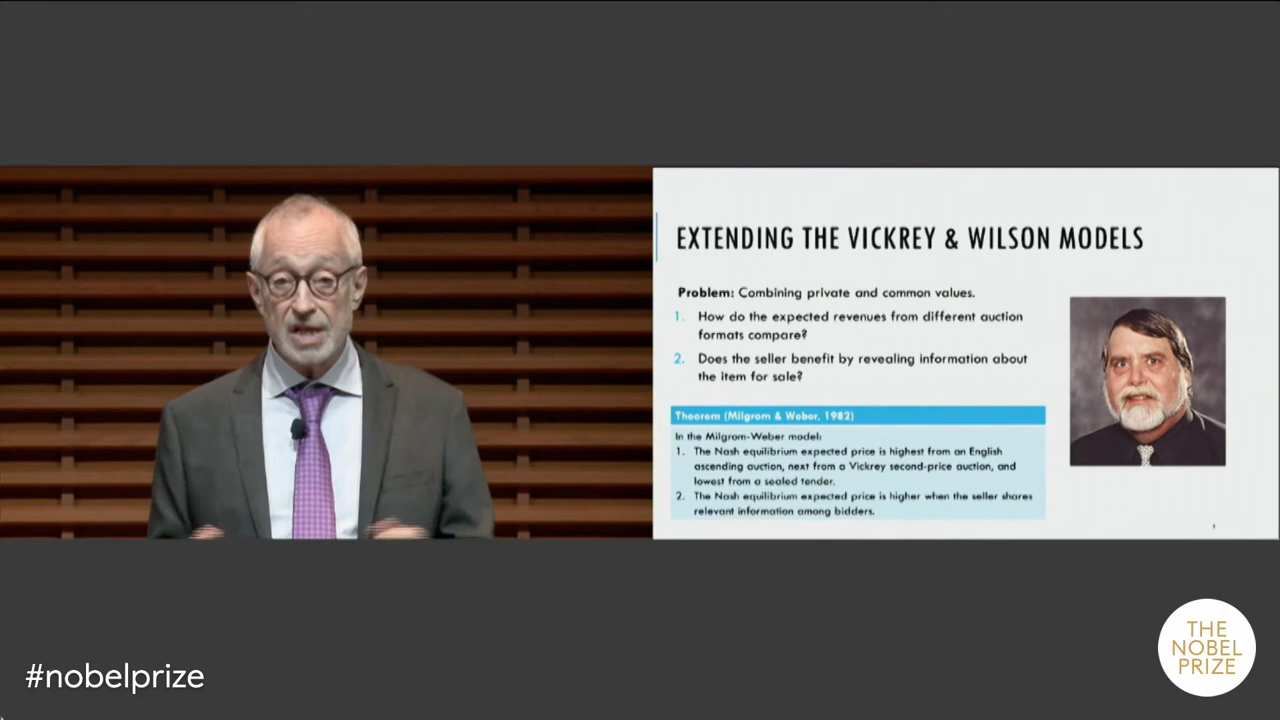 EXTENDING THE VICKREY & WILSON MODELS
Problem: Combining private and common values.
1. How do the expected revenues from different auction
formats compare?
2. Does the seller benefit by revealing information about
the item for sale?
Theorem (Milgrom & Weber, 1982)
In the Milgrom-Weber model:
1. The Nash equilibrium expected price is highest from an English
ascending auction, next from a Vickrey second-price auction, and
lowest from a sealed tender.
2. The Nash equilibrium expected price is higher when the seller shares
relevant information among bidders.
#nobelprize
THE
NOBEL
PRIZE